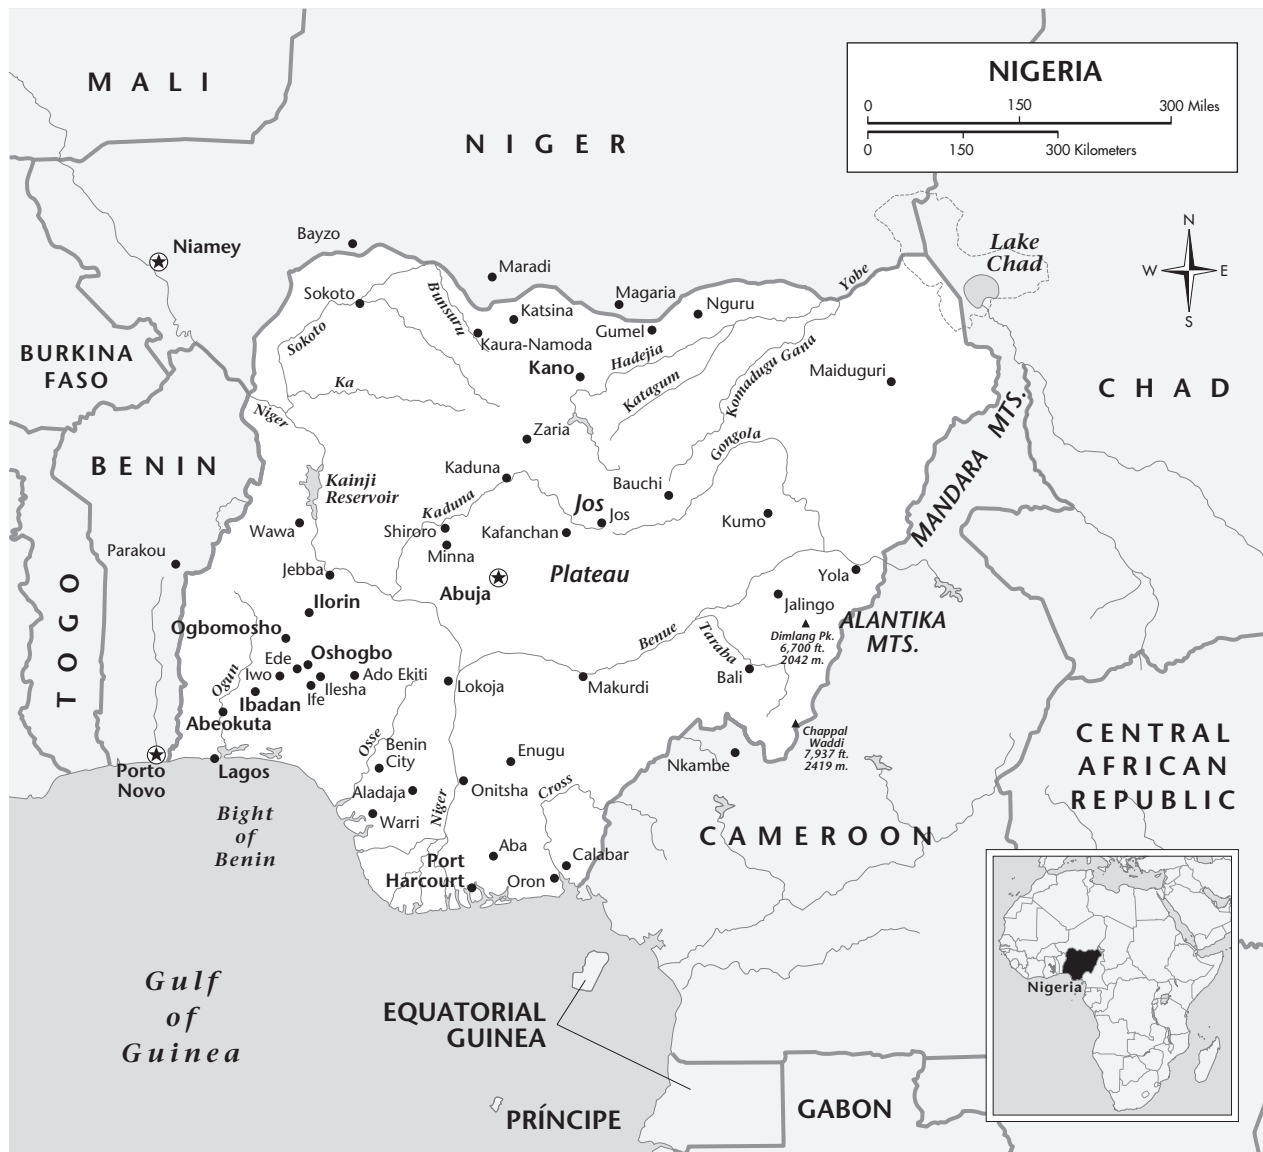 NIGERIA
0 150 300 Miles
0 150 300 Kilometers
MALI
NIGER
N
W E
S
Niamey
Bayzo
Maradi
Lake
Chad
Sokoto
Bunsuru
Katsina
Magaria
Nguru
Yobe
Sokoto
Kaura-Namoda
Gumel
Hadejia
BURKINA
FASO
Kano
Katagum
Komadugu Gana
Maiduguri
CHAD
Ka
Niger
MANDARA MTS.
Zaria
Gongola
BENIN
Kainji
Reservoir
Kaduna
Kaduna
Bauchi
Jos
Jos
Wawa
Shiroro
Kafanchan
Kumo
Minna
Parakou
Jebba
Abuja
Plateau
Yola
TOGO
Ilorin
Jalingo
ALANTIKA
MTS.
Ogbomosho
Benue
Taraba
Dimlang Pk.
6,700 ft.
2042 m.
Oshogbo
Ede
Iwo
Ilesha
Ado Ekiti
Ife
Ogun
Ibadan
Lokoja
Makurdi
Bali
Abeokuta
Chappal
Waddi
7,937 ft.
2419 m.
Osse
Benin
City
Enugu
Nkambe
Porto
Novo
Lagos
CENTRAL
AFRICAN
REPUBLIC
Aladaja
Niger
Onitsha
Cross
Bight
of
Benin
Warri
CAMEROON
Aba
Calabar
Port
Harcourt
Oron
Gulf
of
Guinea
Nigeria
EQUATORIAL
GUINEA
PRÍNCIPE
GABON